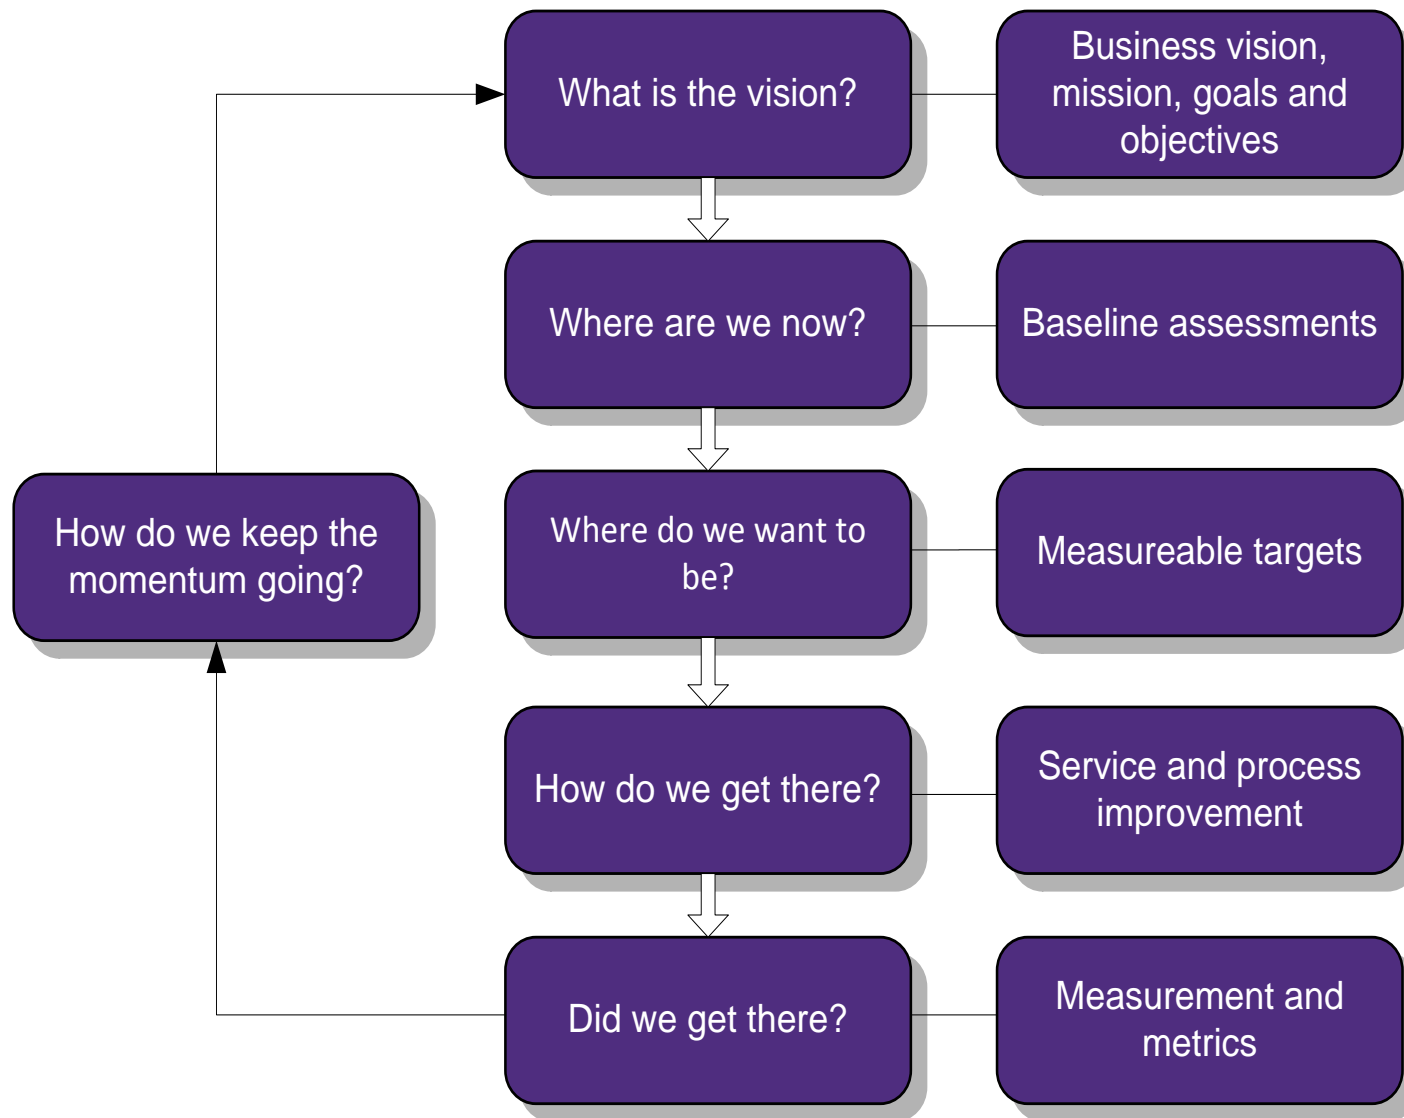 What is the vision?
Business vision,
mission, goals and
objectives
Where are we now?
Baseline assessments
How do we keep the
momentum going?
Where do we want to
be?
Measureable targets
How do we get there?
Service and process
improvement
Did we get there?
Measurement and
metrics